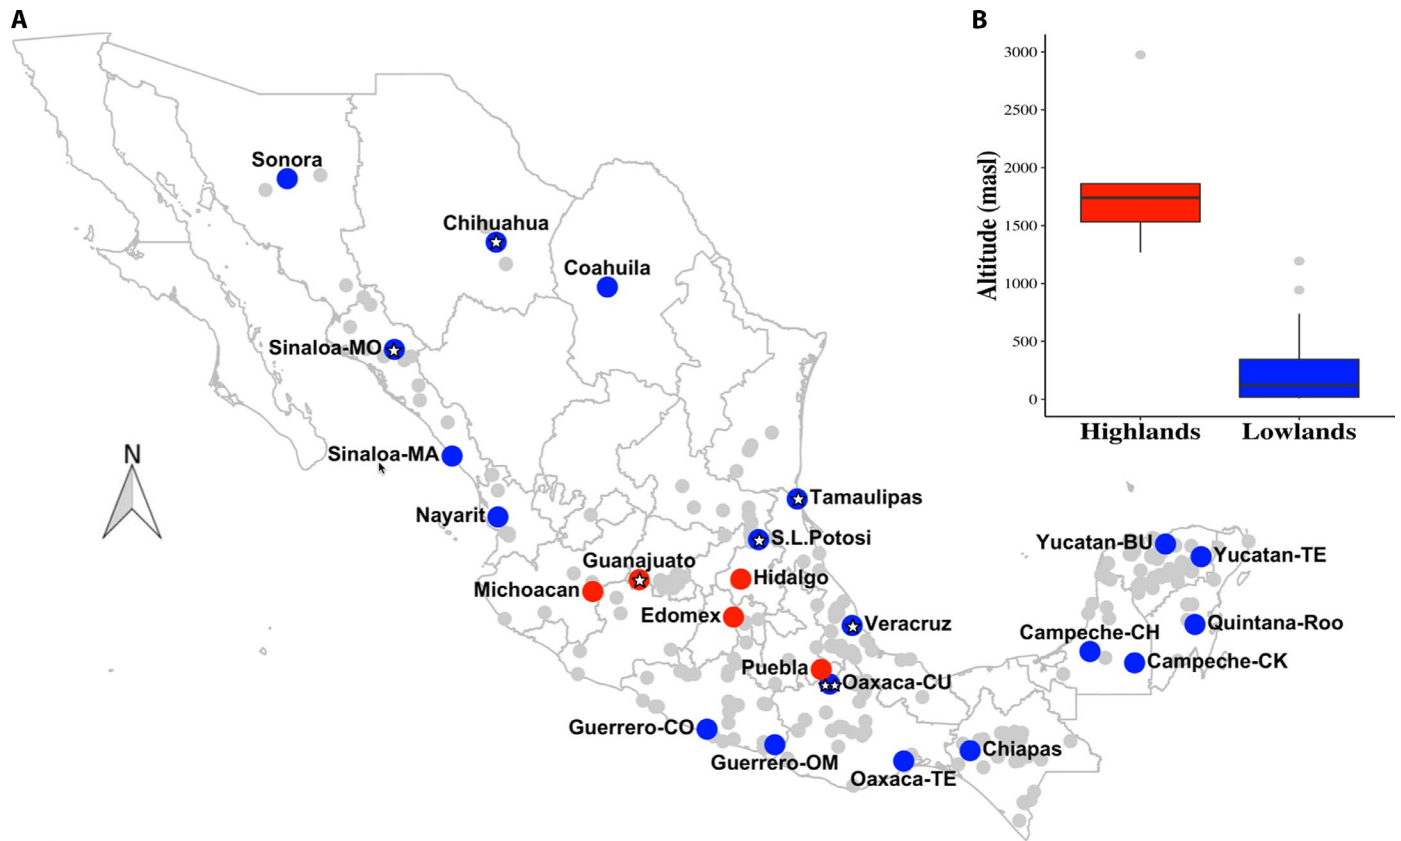 A
B
3000
2500
2000
1500
1000
500
0
Altitude (masl)
Highlands Lowlands
Sonora
Chihuahua
Coahuila
Sinaloa-MO
Sinaloa-MA
N
Nayarit
Tamaulipas
S.L.Potosi
Guanajuato
Michoacan
Hidalgo
Edomex
Veracruz
Puebla
Oaxaca-CU
Guerrero-CO
Guerrero-OM
Oaxaca-TE
Chiapas
Yucatan-BU
Yucatan-TE
Quintana-Roo
Campeche-CH
Campeche-CK